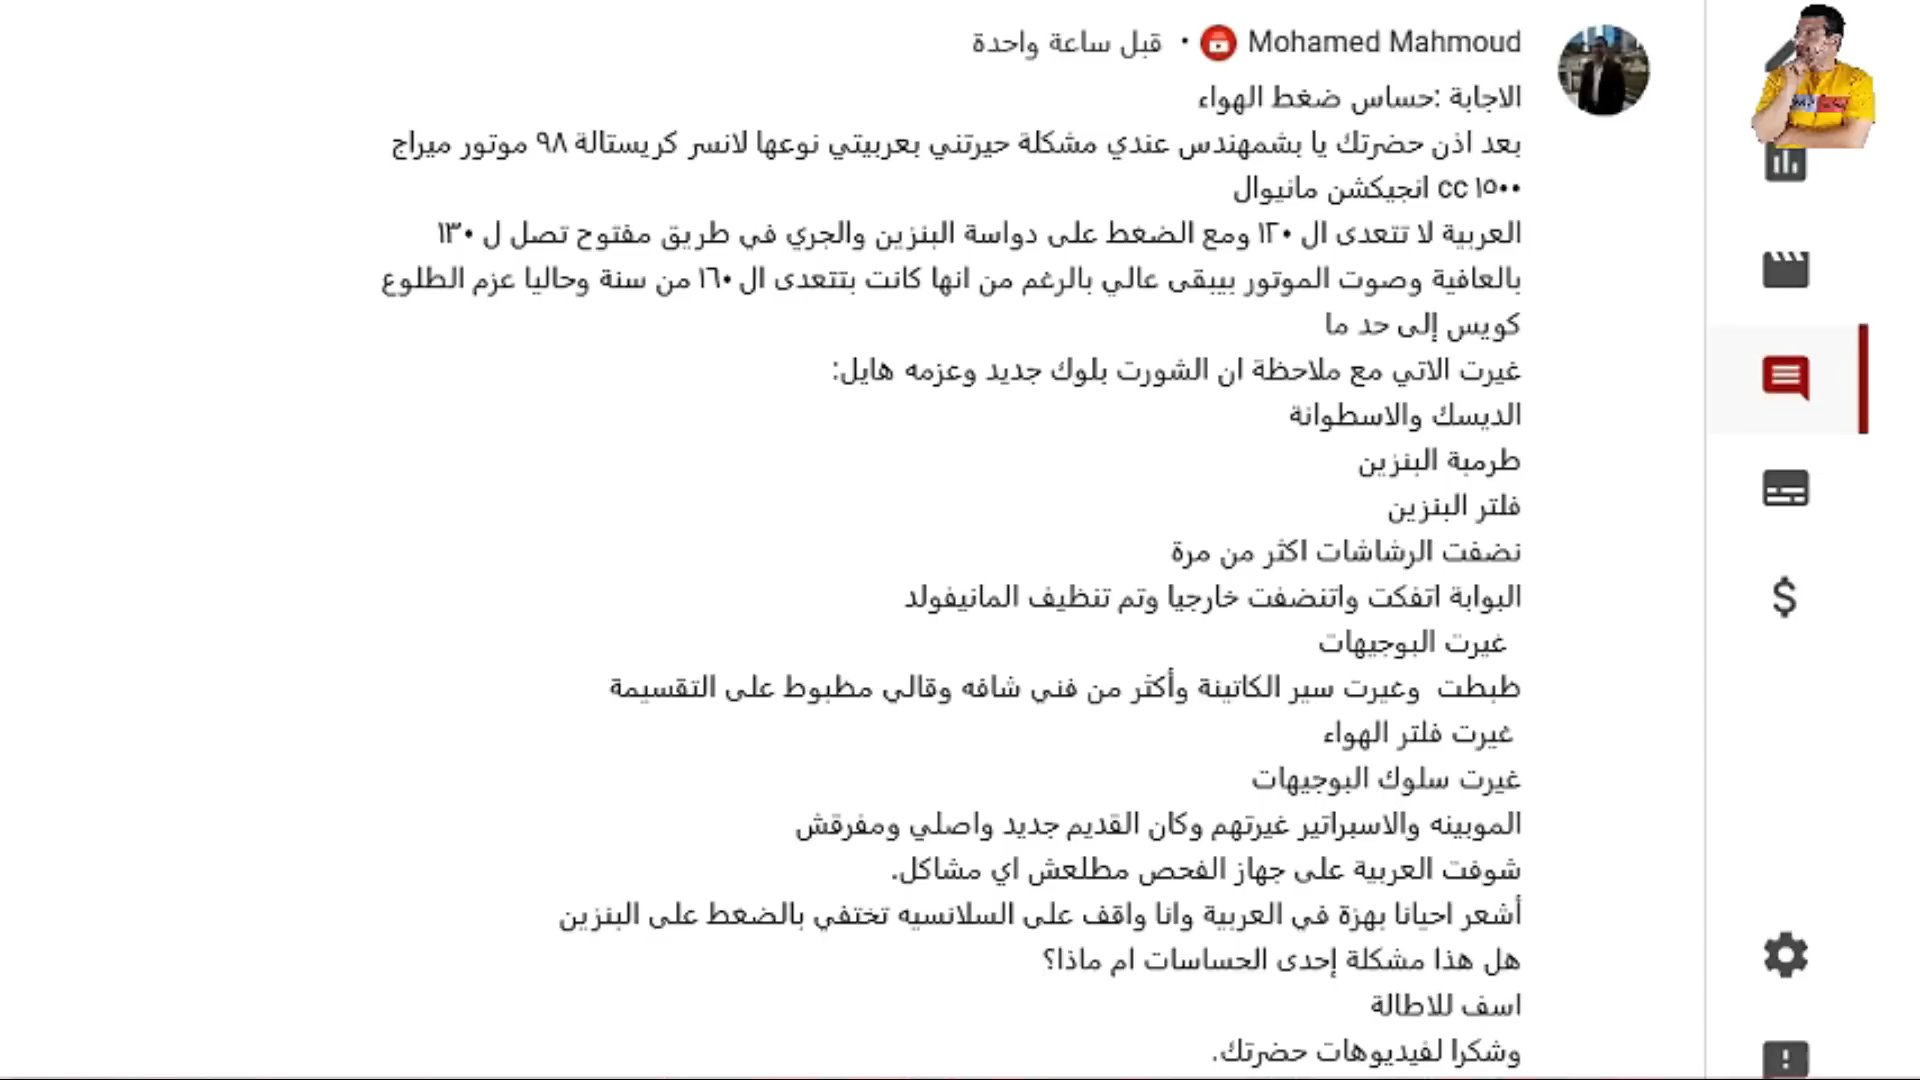 Mohamed Mahmoud • قبل ساعة واحدة
الاجابة :حساس ضغط الهواء
بعد اذن حضرتك يا بشمهندس عندي مشكلة حيرتني بعربيتي نوعها لانسر كريستالة ٩٨ موتور ميراج
١٥٠٠ cc انجيكشن مانيوال
العربية لا تتعدى ال ١٢٠ ومع الضغط على دواسة البنزين والجري في طريق مفتوح تصل ل ١٣٠
بالعافية وصوت الموتور بيبقى عالي بالرغم من انها كانت بتتعدى ال ١٦٠ من سنة وحاليا عزم الطلوع
كويس إلى حد ما
غيرت الاتي مع ملاحظة ان الشورت بلوك جديد وعزمه هايل:
الديسك والاسطوانة
طرمبة البنزين
فلتر البنزين
نضفت الرشاشات اكثر من مرة
البوابة اتفكت واتنضفت خارجيا وتم تنظيف المانيفولد
غيرت البوجيهات
ظبطت وغيرت سير الكاتينة وأكثر من فني شافه وقالي مظبوط على التقسيمة
غيرت فلتر الهواء
غيرت سلوك البوجيهات
الموبينه والاسبراتير غيرتهم وكان القديم جديد واصلي ومفرقش
شوفت العربية على جهاز الفحص مطلعش اي مشاكل.
أشعر احيانا بهزة في العربية وانا واقف على السلانسيه تختفي بالضغط على البنزين
هل هذا مشكلة إحدى الحساسات ام ماذا؟
اسف للاطالة
وشكرا لفيديوهات حضرتك.